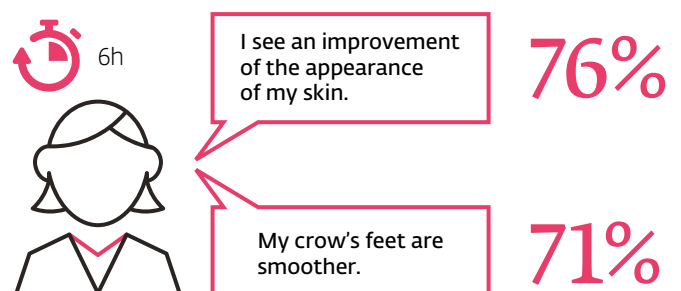 6h
I see an improvement
of the appearance
of my skin.
76%
My crow's feet are
smoother.
71%